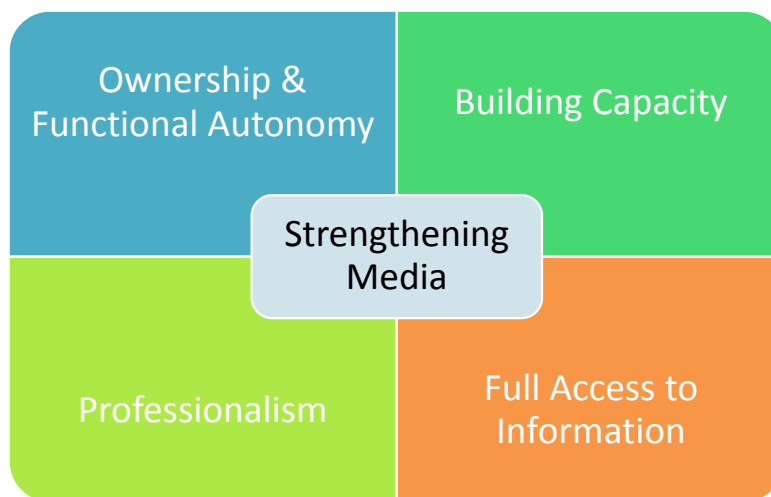 Ownership &
Functional Autonomy
Building Capacity
Strengthening
Media
Professionalism
Full Access to
Information